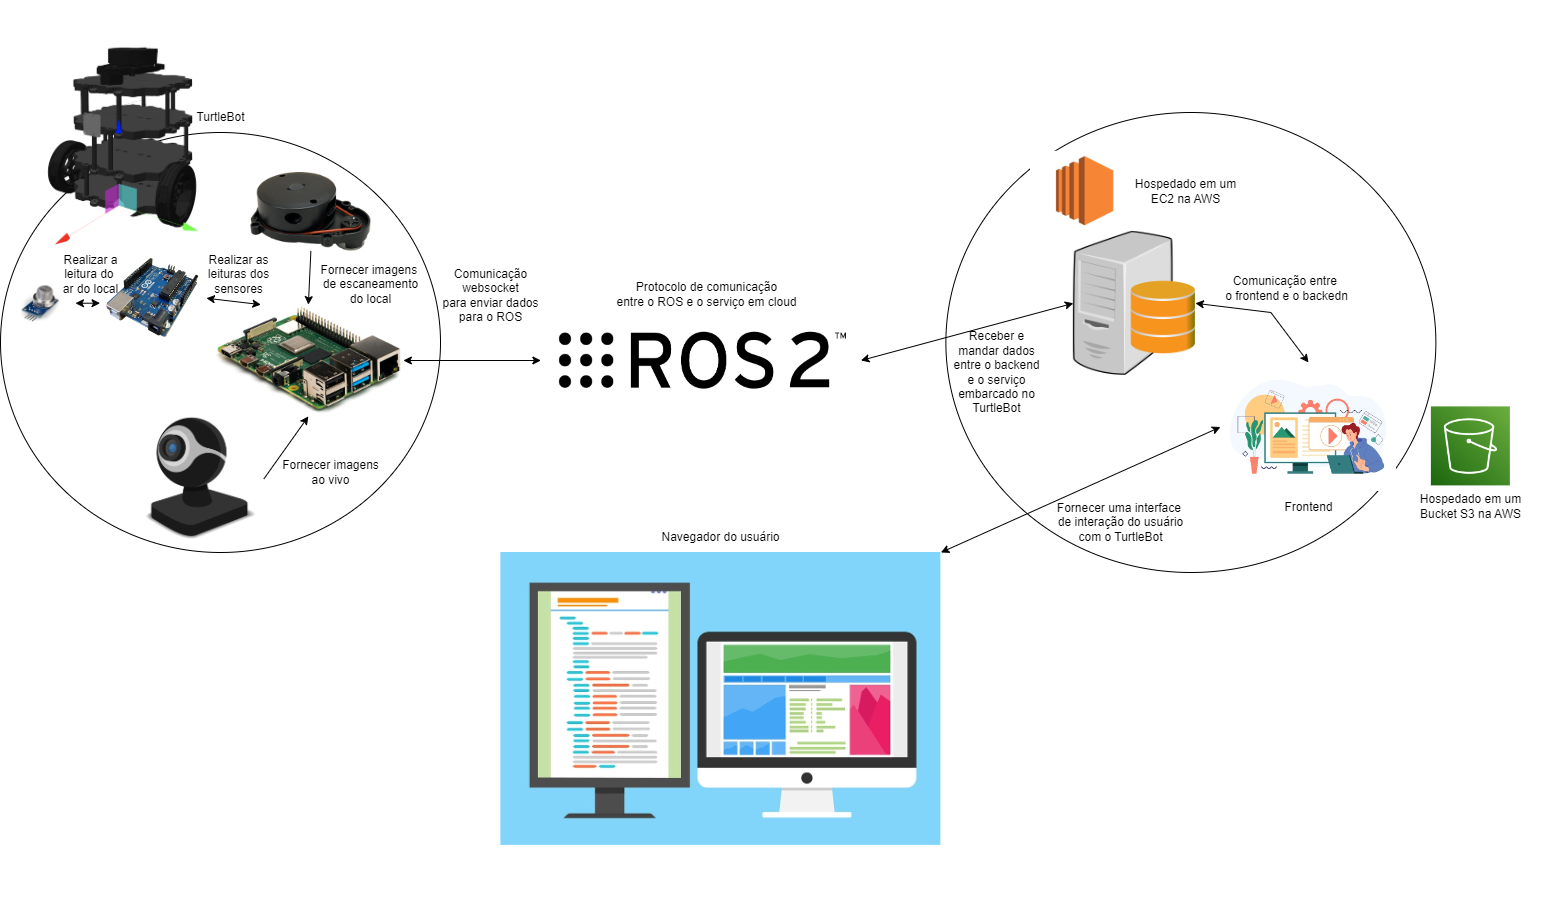 TurtleBot
Realizar a
leitura do
ar do local
Realizar as
leituras dos
sensores
Fornecer imagens
de escaneamento
do local
Fornecer imagens
ao vivo
Comunicação
websocket
para enviar dados
para o ROS
Protocolo de comunicação
entre o ROS e o serviço em cloud
ROS 2™
Hospedado em um
EC2 na AWS
Comunicação entre
o frontend e o backedn
Receber e
mandar dados
entre o backend
e o serviço
embarcado no
TurtleBot
Frontend
Hospedado em um
Bucket S3 na AWS
Fornecer uma interface
de interação do usuário
com o TurtleBot
Navegador do usuário